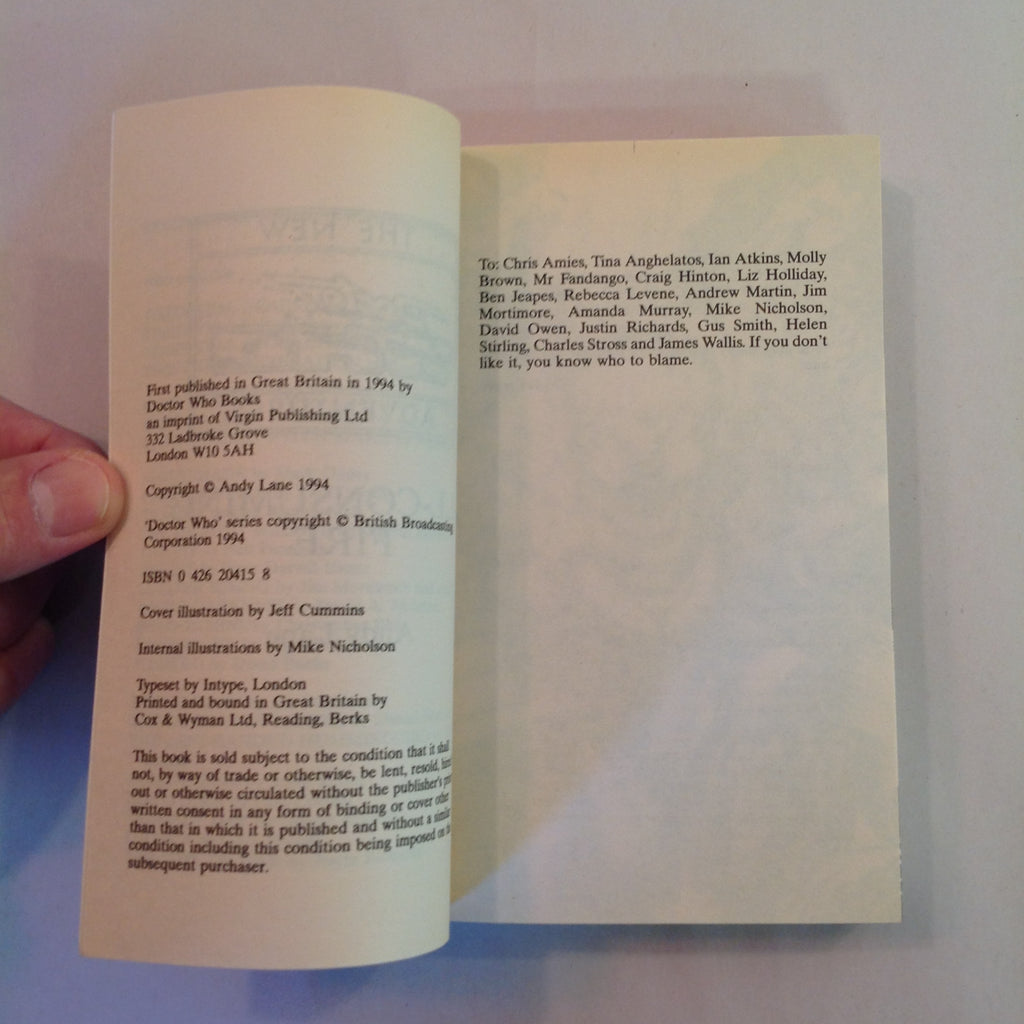 First published in Great Britain in 1994 by
Doctor Who Books
an imprint of Virgin Publishing Ltd
332 Ladbroke Grove
London W10 5AH
Copyright © Andy Lane 1994
'Doctor Who' series copyright © British Broadcasting
Corporation 1994
ISBN 0 426 20415 8
Cover illustration by Jeff Cummins
Internal illustrations by Mike Nicholson
Typeset by Intype, London
Printed and bound in Great Britain by
Cox & Wyman Ltd, Reading, Berks
This book is sold subject to the condition that it shall
not, by way of trade or otherwise, be lent, resold,
out or otherwise circulated without the publisher's
written consent in any form of binding or cover other
than that in which it is published and without a
condition including this condition being imposed on
subsequent purchaser.
To: Chris Amies, Tina Anghelatos, Ian Atkins, Molly
Brown, Mr Fandango, Craig Hinton, Liz Holliday,
Ben Jeapes, Rebecca Levene, Andrew Martin, Jim
Mortimore, Amanda Murray, Mike Nicholson,
David Owen, Justin Richards, Gus Smith, Helen
Stirling, Charles Stross and James Wallis. If you don't
like it, you know who to blame.